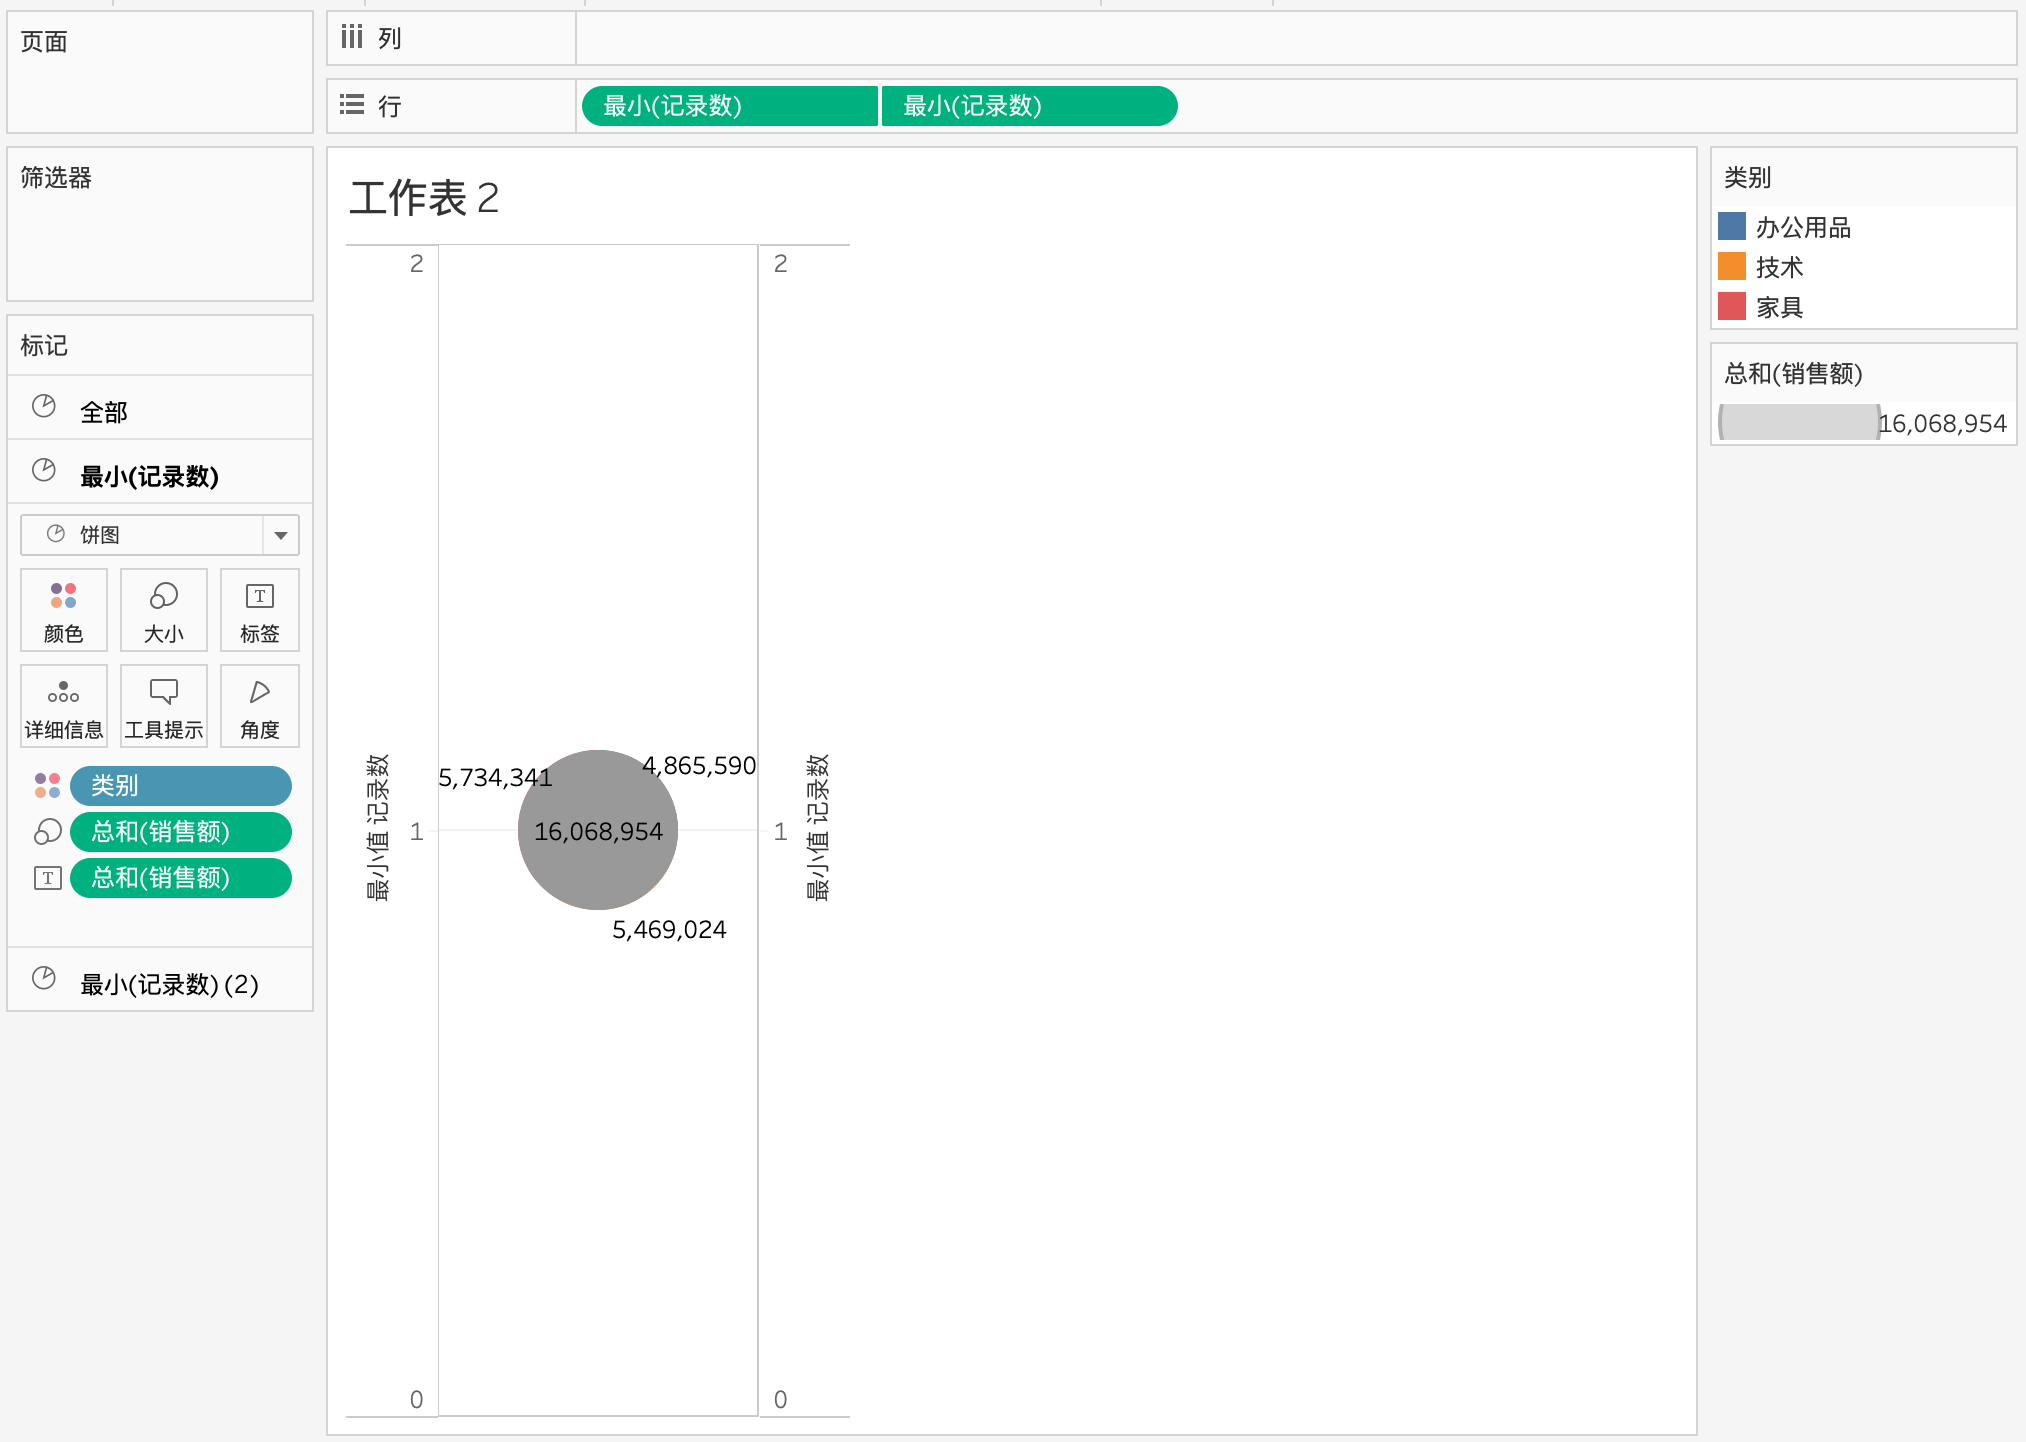 页面
列
行
最小(记录数)
最小(记录数)
筛选器
标记
全部
最小(记录数)
饼图
颜色
大小
标签
详细信息
工具提示
角度
类别
总和(销售额)
总和(销售额)
最小(记录数) (2)
工作表 2
2
2
最小值 记录数
1
5,734,341
4,865,590
16,068,954
5,469,024
1
最小值 记录数
0
0
类别
办公用品
技术
家具
总和(销售额)
16,068,954